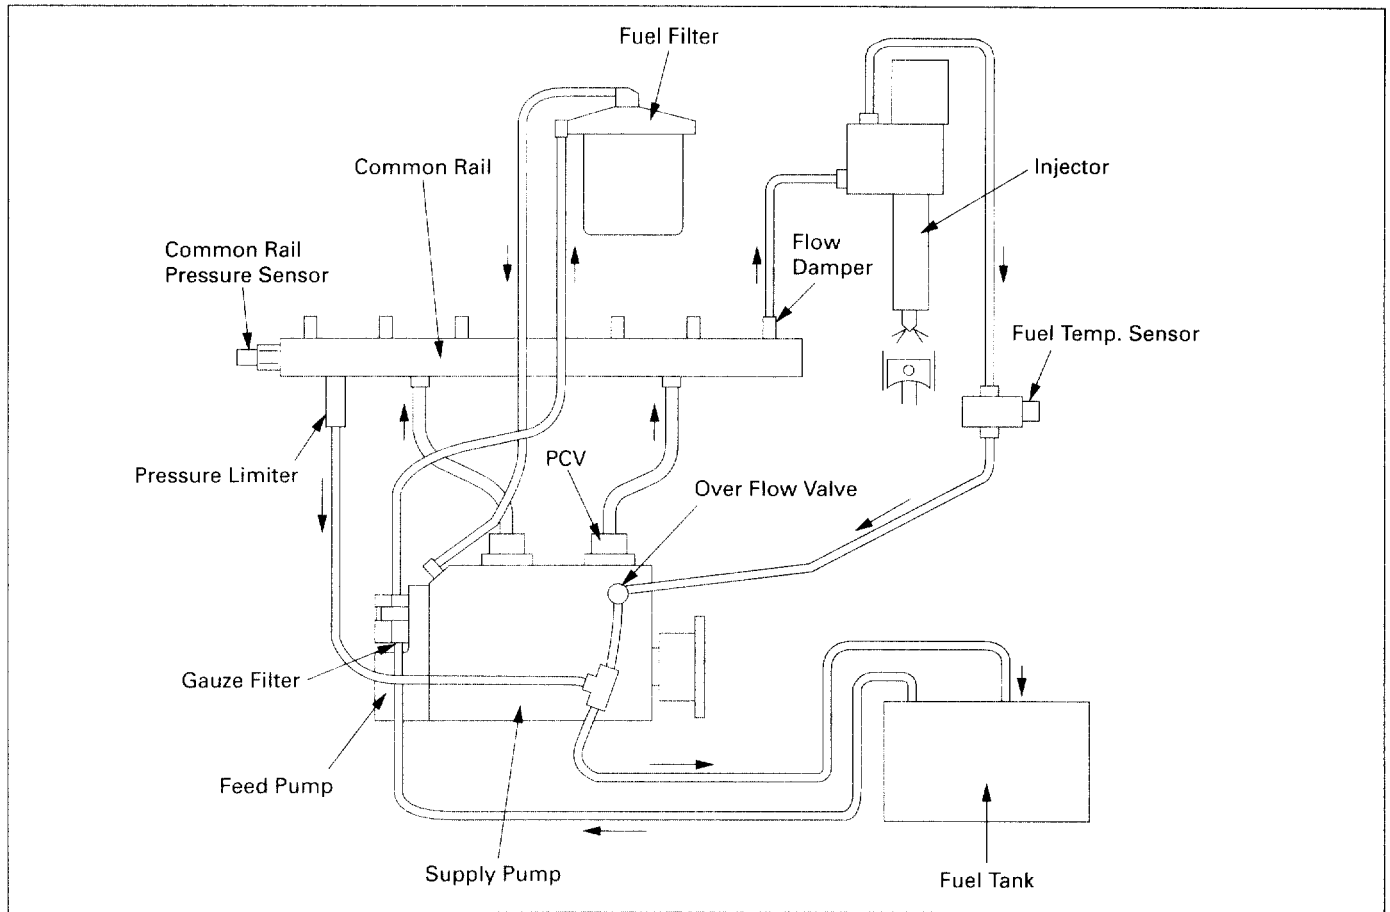 Fuel Filter
Common Rail
Injector
Common Rail
Pressure Sensor
Flow
Damper
Fuel Temp. Sensor
Pressure Limiter
PCV
Over Flow Valve
Gauze Filter
Feed Pump
Supply Pump
Fuel Tank